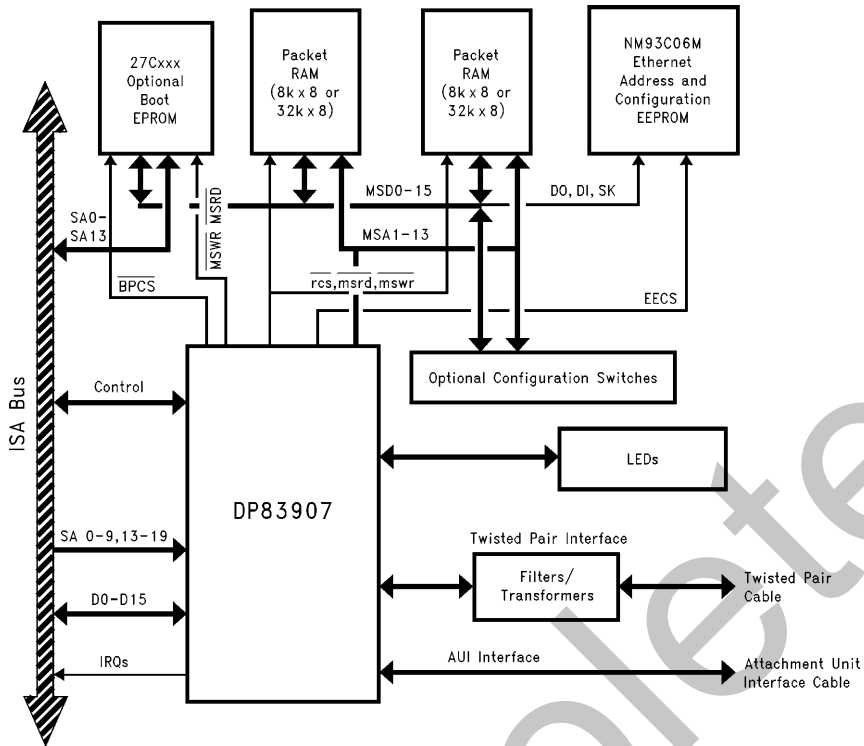 27Cxxx
Optional
Boot
EPROM
Packet
RAM
(8k x 8 or
32k x 8)
Packet
RAM
(8k x 8 or
32k x 8)
NM93C06M
Ethernet
Address and
Configuration
EEPROM
MSD0-15
DO, DI, SK
SA0-
SA13
MSWR MSRD
MSA1-13
BPCS
rcs,msrd,mswr
EECS
Optional Configuration Switches
ISA Bus
Control
LEDs
DP83907
SA 0-9,13-19
Twisted Pair Interface
Filters/
Transformers
Twisted Pair
Cable
D0-D15
IRQs
AUI Interface
Attachment Unit
Interface Cable
olete